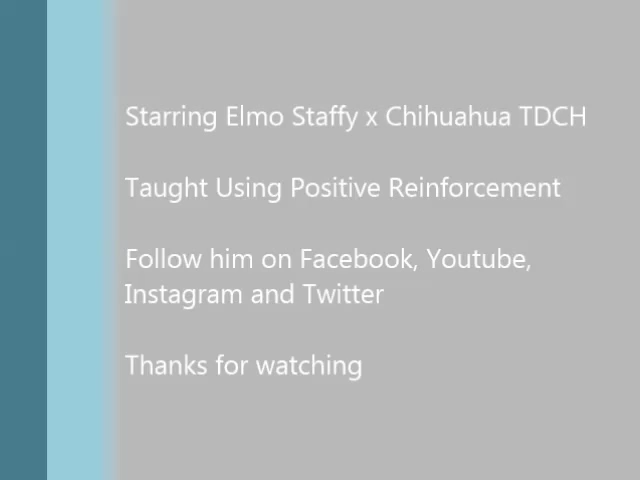 Starring Elmo Staffy x Chihuahua TDCH
Taught Using Positive Reinforcement
Follow him on Facebook, Youtube,
Instagram and Twitter
Thanks for watching